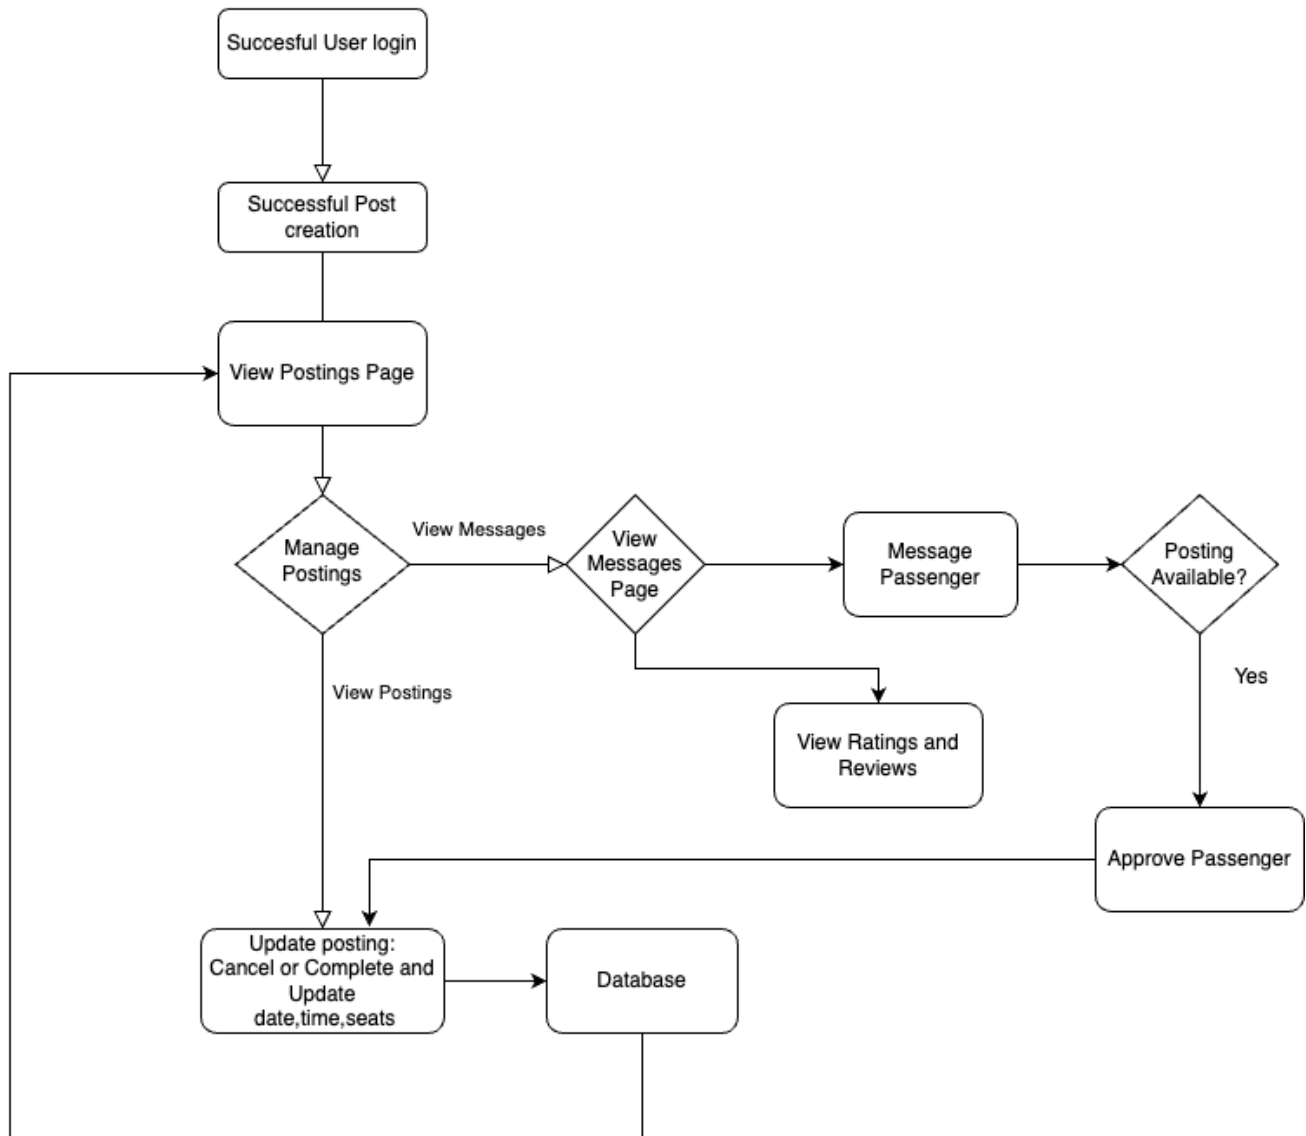 Succesful User login
Successful Post
creation
View Postings Page
Manage
Postings
View Messages
View
Messages
Page
Message
Passenger
Posting
Available?
View Postings
Yes
View Ratings and
Reviews
Approve Passenger
Update posting:
Cancel or Complete and
Update
date,time,seats
Database